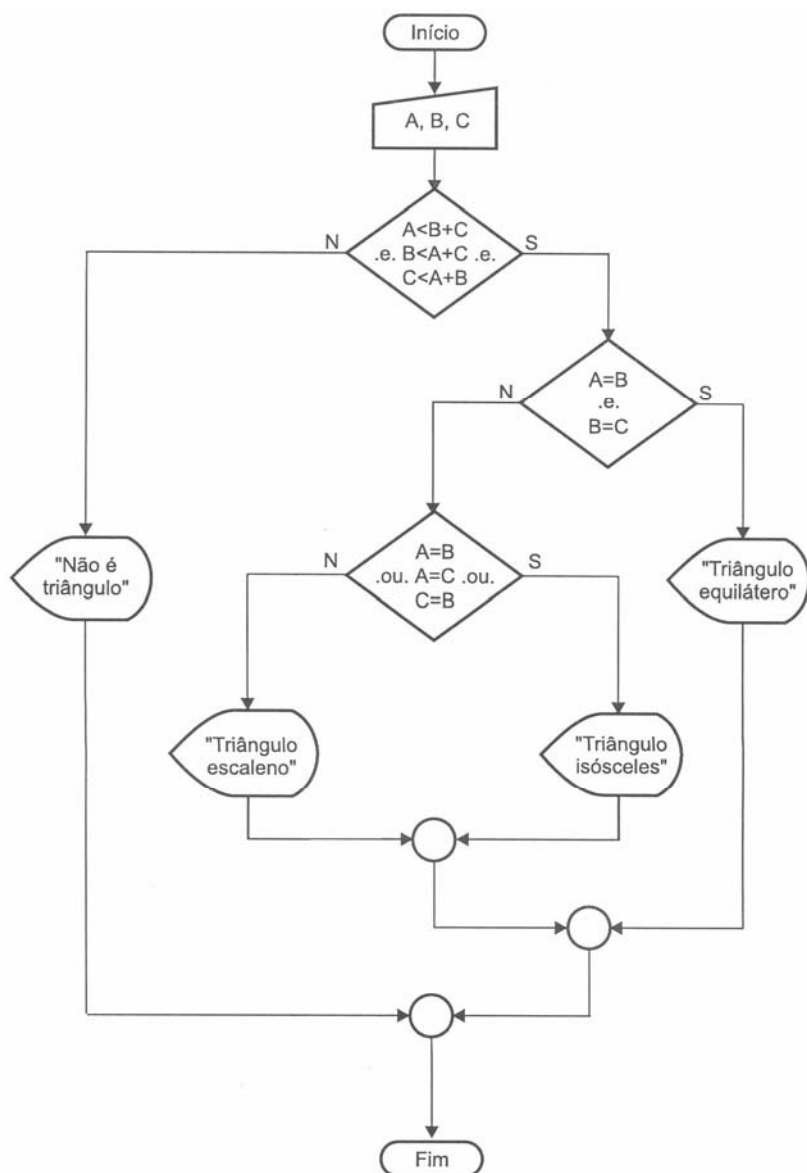 Início
A, B, C
N
A<B+C
.e. B<A+C .e.
C<A+B
S
N
A=B
.e.
B=C
S
"Não é
triângulo"
N
A=B
.ou. A=C .ou.
C=B
S
"Triângulo
equilátero"
"Triângulo
escaleno"
"Triângulo
isósceles"
Fim